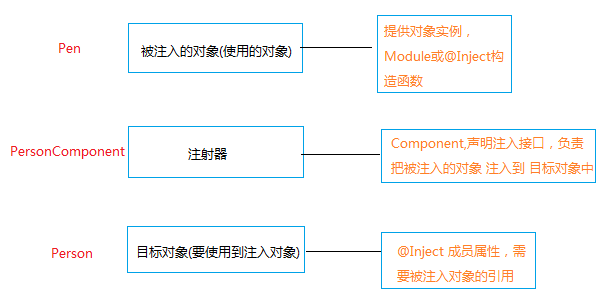 Pen
被注入的对象(使用的对象)
提供对象实例，
Module或@Inject构
造函数
PersonComponent
注射器
Component,声明注入接口，负责
把被注入的对象 注入到 目标对象中
Person
目标对象(要使用到注入对象)
@Inject 成员属性，需
要被注入对象的引用